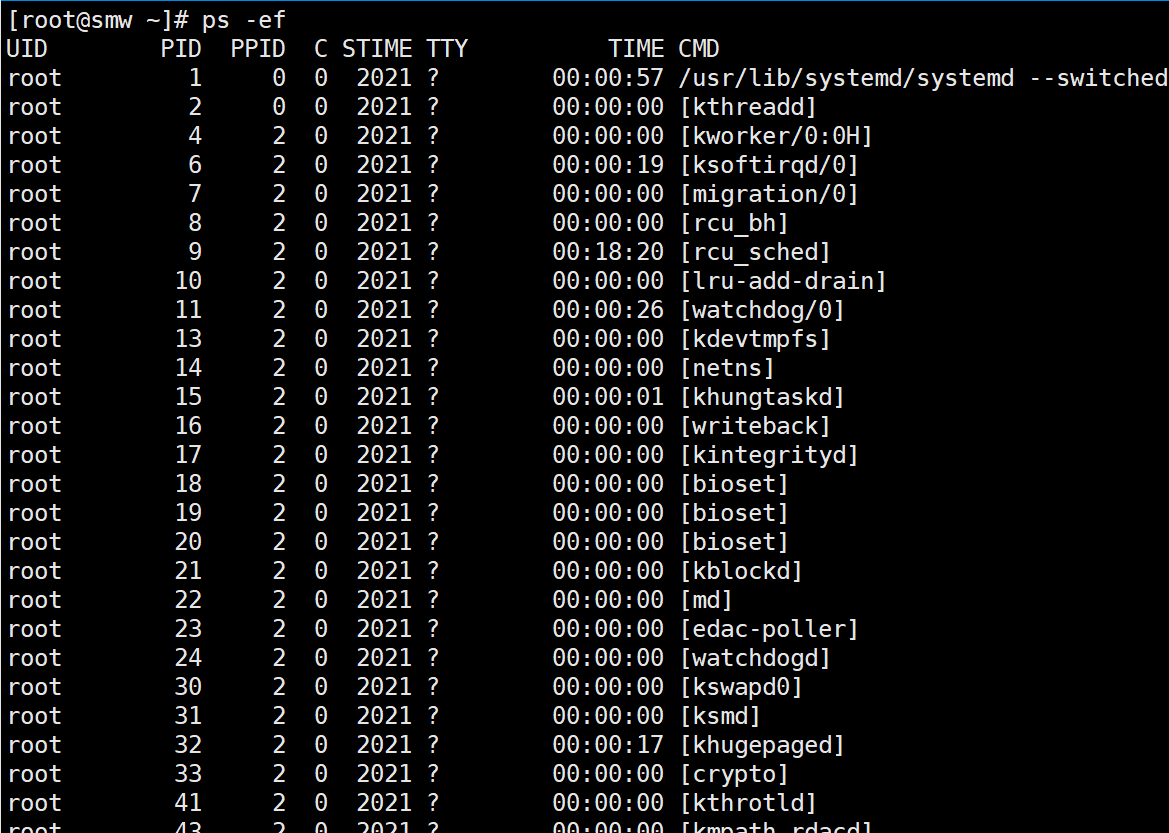 [root@smw ~]# ps -ef
UID        PID  PPID  C STIME TTY          TIME CMD
root         1     0  0  2021 ?        00:00:57 /usr/lib/systemd/systemd --switched
root         2     0  0  2021 ?        00:00:00 [kthreadd]
root         4     2  0  2021 ?        00:00:00 [kworker/0:0H]
root         6     2  0  2021 ?        00:00:19 [ksoftirqd/0]
root         7     2  0  2021 ?        00:00:00 [migration/0]
root         8     2  0  2021 ?        00:00:00 [rcu_bh]
root         9     2  0  2021 ?        00:18:20 [rcu_sched]
root        10     2  0  2021 ?        00:00:00 [lru-add-drain]
root        11     2  0  2021 ?        00:00:26 [watchdog/0]
root        13     2  0  2021 ?        00:00:00 [kdevtmpfs]
root        14     2  0  2021 ?        00:00:00 [netns]
root        15     2  0  2021 ?        00:00:01 [khungtaskd]
root        16     2  0  2021 ?        00:00:00 [writeback]
root        17     2  0  2021 ?        00:00:00 [kintegrityd]
root        18     2  0  2021 ?        00:00:00 [bioset]
root        19     2  0  2021 ?        00:00:00 [bioset]
root        20     2  0  2021 ?        00:00:00 [bioset]
root        21     2  0  2021 ?        00:00:00 [kblockd]
root        22     2  0  2021 ?        00:00:00 [md]
root        23     2  0  2021 ?        00:00:00 [edac-poller]
root        24     2  0  2021 ?        00:00:00 [watchdogd]
root        30     2  0  2021 ?        00:00:00 [kswapd0]
root        31     2  0  2021 ?        00:00:00 [ksmd]
root        32     2  0  2021 ?        00:00:17 [khugepaged]
root        33     2  0  2021 ?        00:00:00 [crypto]
root        41     2  0  2021 ?        00:00:00 [kthrotld]
root        43     2  0  2021 ?        00:00:00 [kmpath_rdacd]